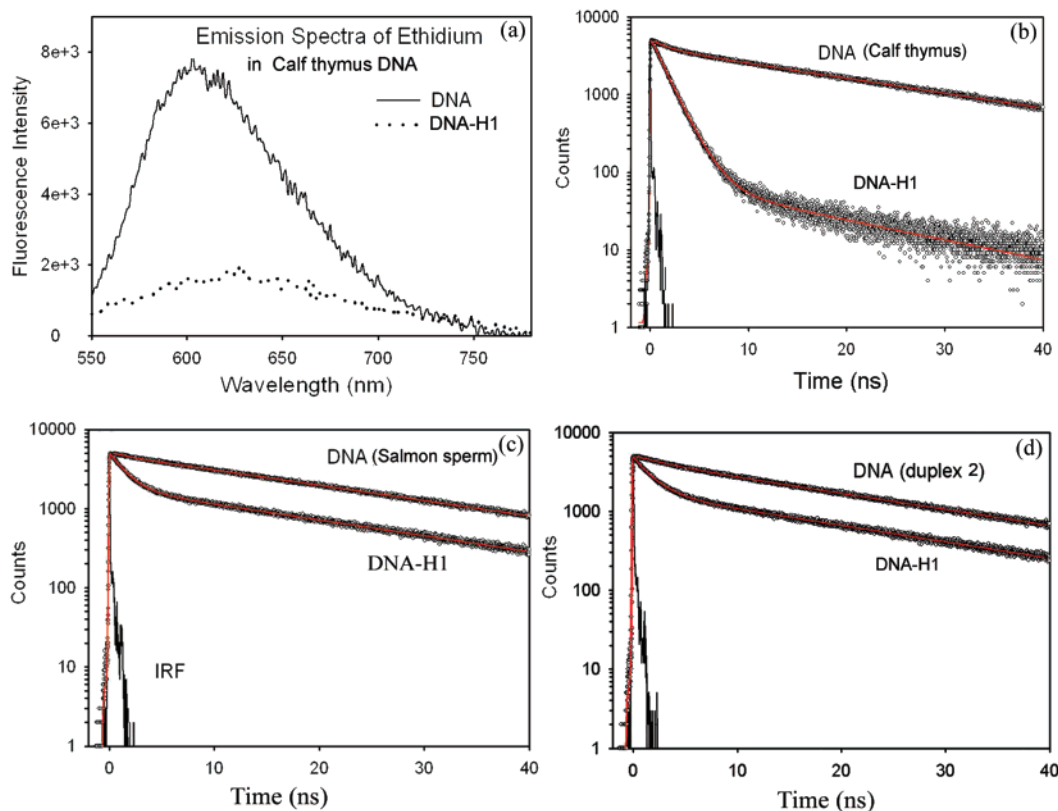 (a)
Emission Spectra of Ethidium
in Calf thymus DNA
DNA
DNA-H1
8e+3
6e+3
4e+3
2e+3
0
Fluorescence Intensity
550 600 650 700 750
Wavelength (nm)
(b)
DNA (Calf thymus)
DNA-H1
10000
1000
100
10
1
Counts
0 10 20 30 40
Time (ns)
(c)
DNA (Salmon sperm)
DNA-H1
IRF
10000
1000
100
10
1
Counts
0 10 20 30 40
Time (ns)
(d)
DNA (duplex 2)
DNA-H1
10000
1000
100
10
1
Counts
0 10 20 30 40
Time (ns)